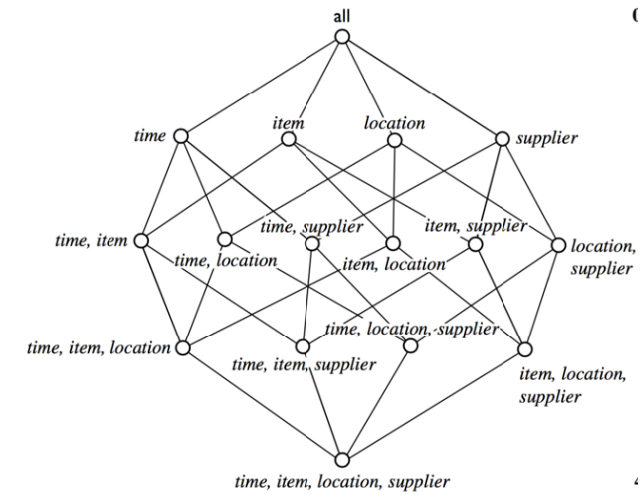 all
0
time
item
location
supplier
time, item
time, location
time, supplier
item, location
item, supplier
location,
supplier
time, item, location
time, item, supplier
time, location, supplier
item, location,
supplier
time, item, location, supplier